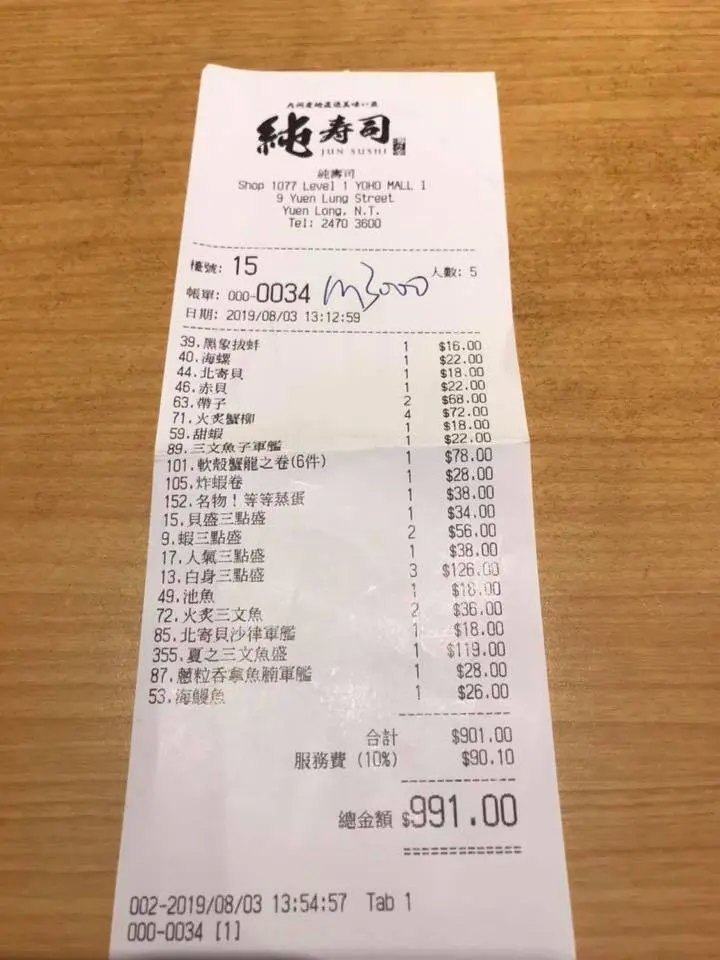 九州産地直送美味い店
純寿司
JUN SUSHI
純壽司
Shop 1077 Level 1 YOHO MALL I
9 Yuen Lung Street
Yuen Long, N.T.
Tel: 2470 3600
檯號: 15 人數: 5
帳單: 000-0034 m3000
日期: 2019/08/03 13:12:59
39.黑象拔蚌 1 $16.00
40.海螺 1 $22.00
44.北寄貝 1 $18.00
46.赤貝 1 $22.00
63.帶子 2 $68.00
71.火炙蟹柳 4 $72.00
59.甜蝦 1 $18.00
89.三文魚子軍艦 1 $22.00
101.軟殼蟹龍之卷(6件) 1 $78.00
105.炸蝦卷 1 $28.00
152.名物!等等蒸蛋 1 $38.00
15.貝盛三點盛 1 $34.00
9.蝦三點盛 2 $56.00
17.人氣三點盛 1 $38.00
13.白身三點盛 3 $126.00
49.池魚 1 $18.00
72.火炙三文魚 2 $36.00
85.北寄貝沙律軍艦 1 $18.00
355.夏之三文魚盛 1 $119.00
87.蔥粒吞拿魚腩軍艦 1 $28.00
53.海鰻魚 1 $26.00
合計 $901.00
服務費 (10%) $90.10
總金額 $991.00
002-2019/08/03 13:54:57 Tab 1
000-0034 [1]